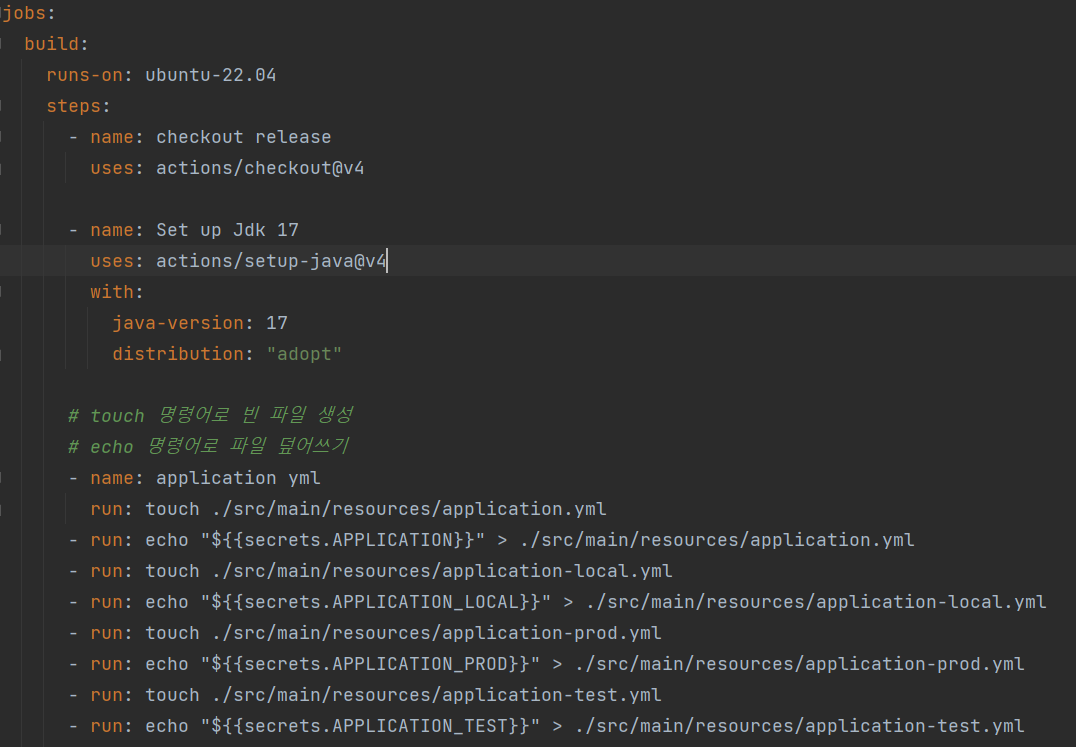 jobs:
build:
runs-on: ubuntu-22.04
steps:
- name: checkout release
uses: actions/checkout@v4
- name: Set up Jdk 17
uses: actions/setup-java@v4
with:
java-version: 17
distribution: "adopt"
# touch 명령어로 빈 파일 생성
# echo 명령어로 파일 덮어쓰기
- name: application yml
run: touch ./src/main/resources/application.yml
- run: echo "${{secrets.APPLICATION}}" > ./src/main/resources/application.yml
- run: touch ./src/main/resources/application-local.yml
- run: echo "${{secrets.APPLICATION_LOCAL}}" > ./src/main/resources/application-local.yml
- run: touch ./src/main/resources/application-prod.yml
- run: echo "${{secrets.APPLICATION_PROD}}" > ./src/main/resources/application-prod.yml
- run: touch ./src/main/resources/application-test.yml
- run: echo "${{secrets.APPLICATION_TEST}}" > ./src/main/resources/application-test.yml